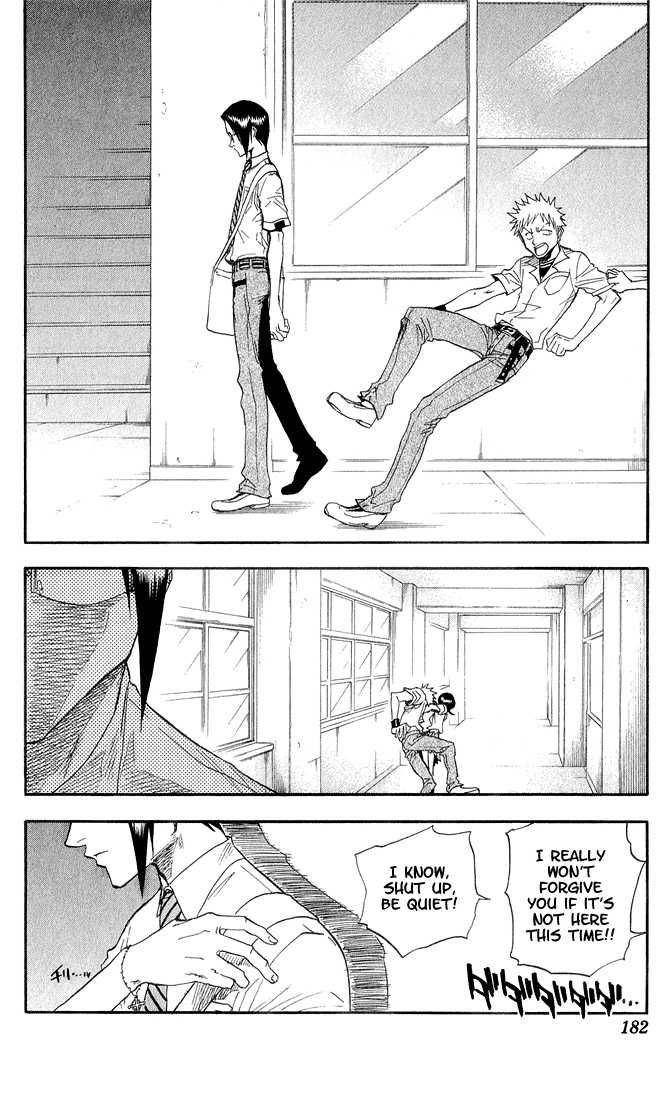 I REALLY
WON'T
FORGIVE
YOU IF IT'S
NOT HERE
THIS TIME!!
I KNOW,
SHUT UP,
BE QUIET!
182